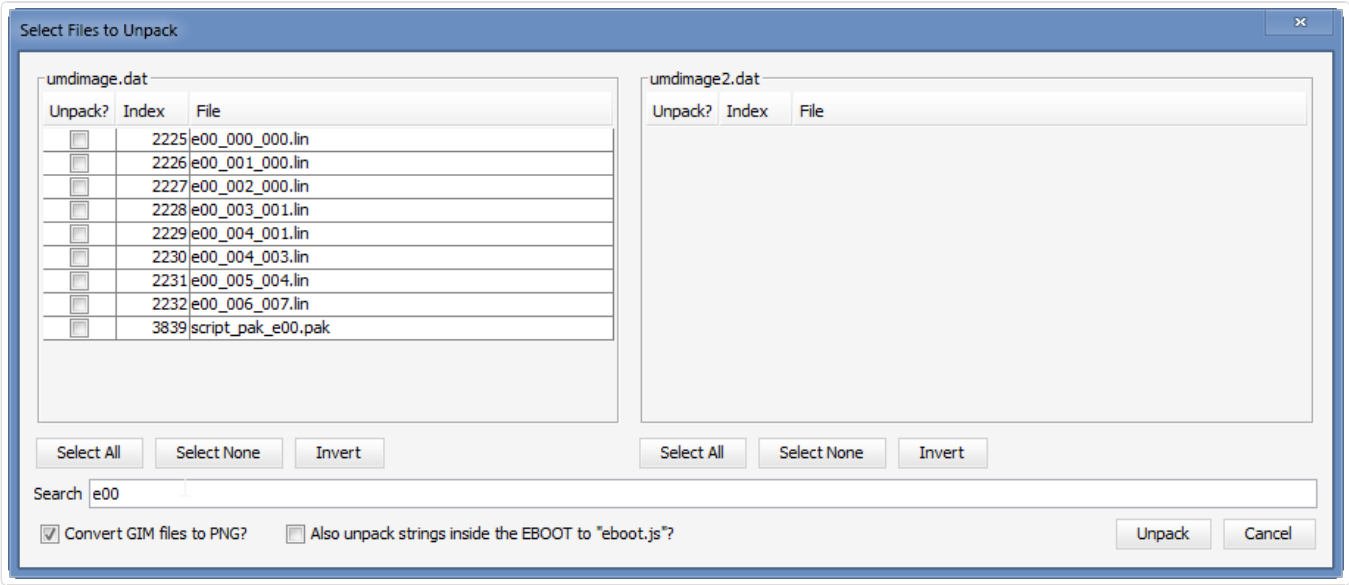 Select Files to Unpack
umdimage.dat
Unpack? Index File
2225 e00_000_000.lin
2226 e00_001_000.lin
2227 e00_002_000.lin
2228 e00_003_001.lin
2229 e00_004_001.lin
2230 e00_004_003.lin
2231 e00_005_004.lin
2232 e00_006_007.lin
3839 script_pak_e00.pak
Select All Select None Invert
umdimage2.dat
Unpack? Index File
Select All Select None Invert
Search e00
Convert GIM files to PNG? Also unpack strings inside the EBOOT to "eboot.js"? Unpack Cancel